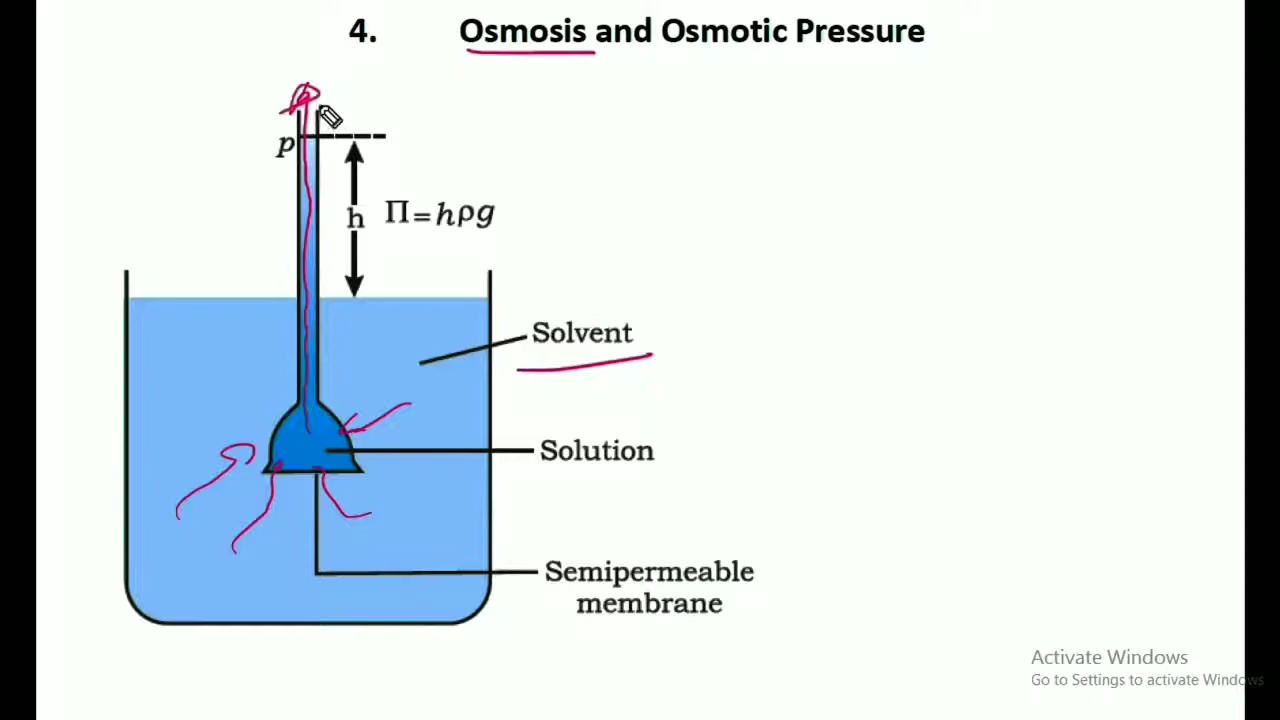 4. Osmosis and Osmotic Pressure
p
h Π = hρg
Solvent
Solution
Semipermeable
membrane
Activate Windows
Go to Settings to activate Windows